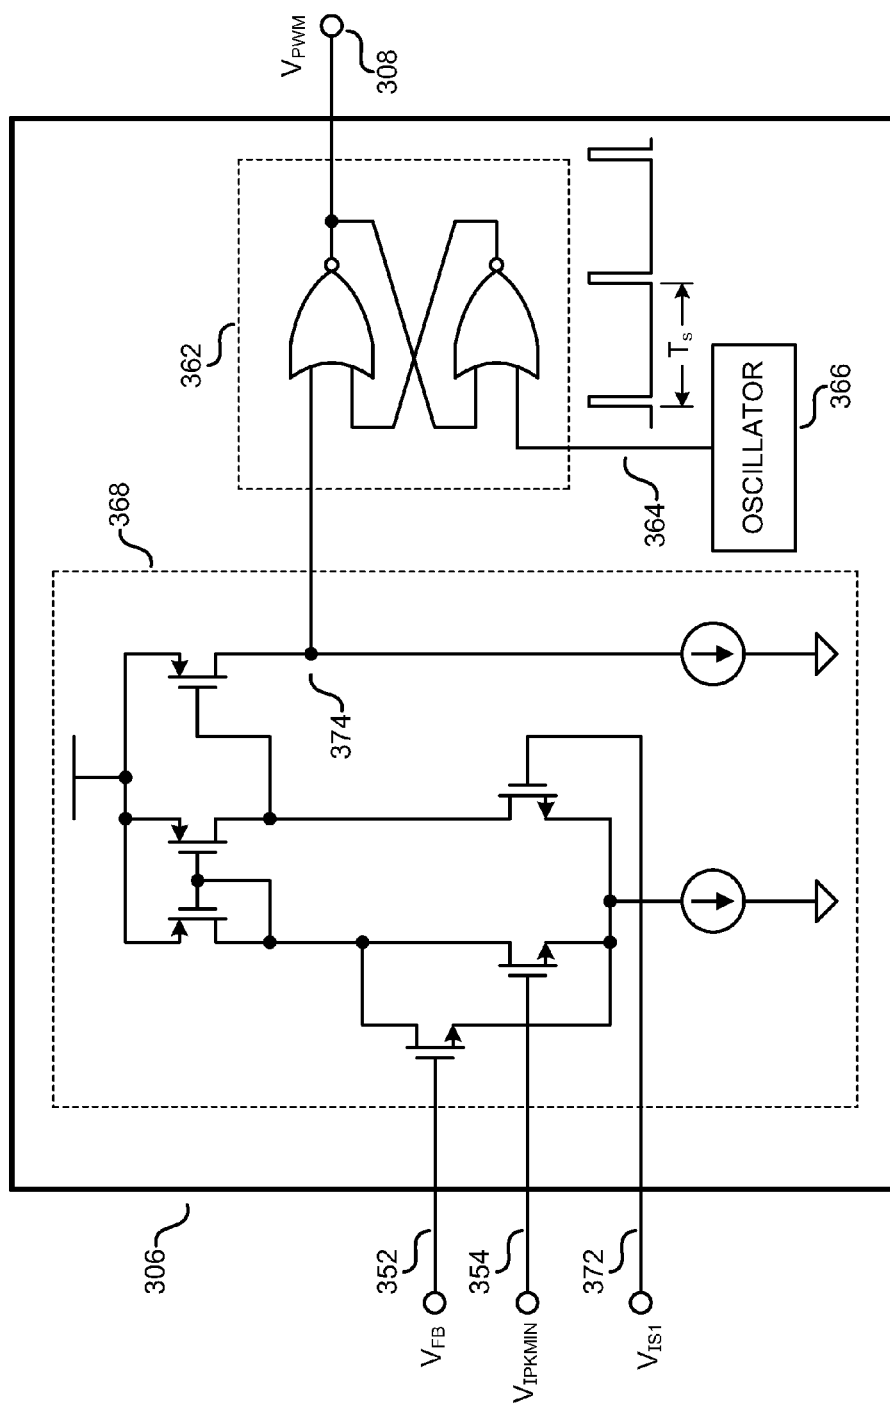 306
368
362
V_PWM
308
352
V_FB
354
V_IPKMIN
372
V_IS1
374
364
T_s
OSCILLATOR
366